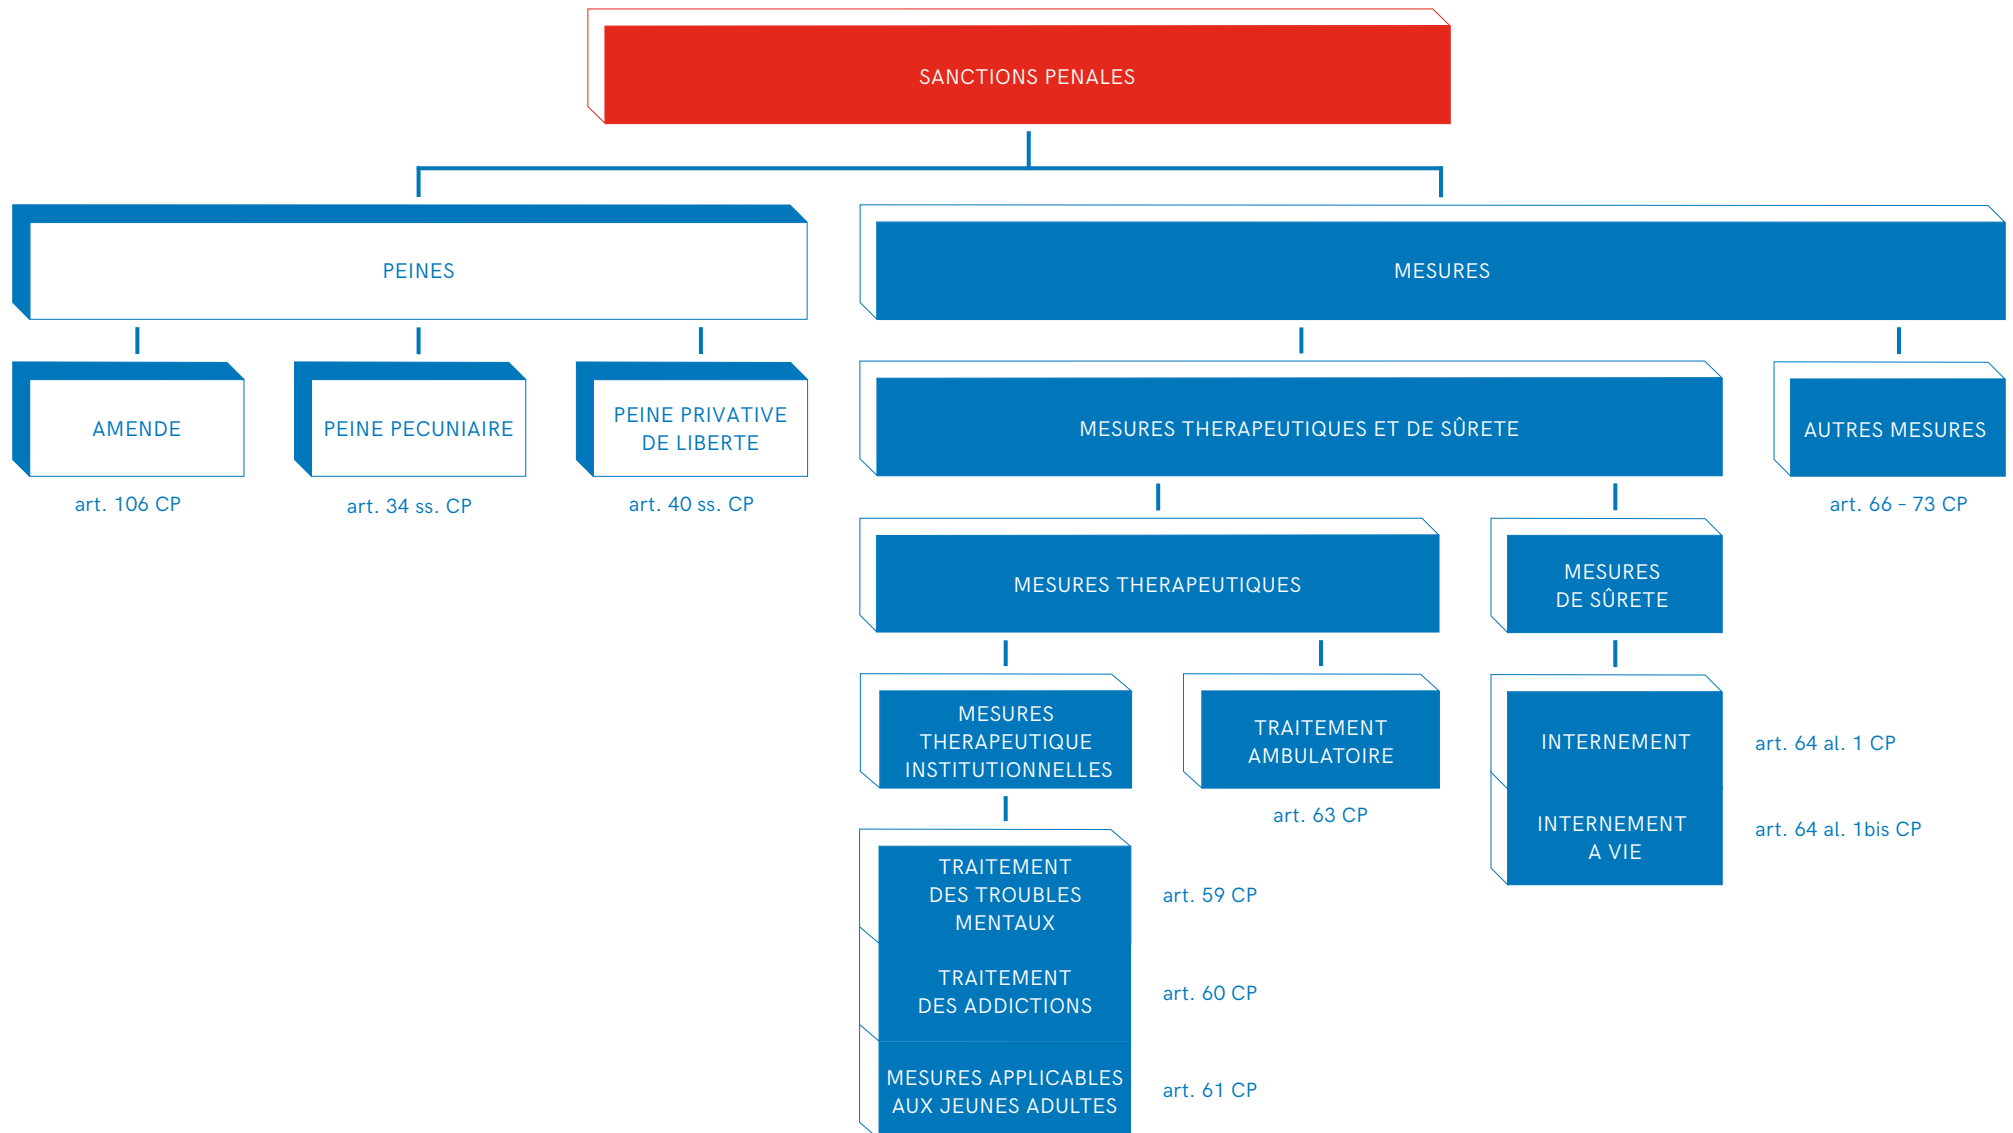 SANCTIONS PENALES
PEINES
MESURES
AMENDE
PEINE PECUNIAIRE
PEINE PRIVATIVE
DE LIBERTE
MESURES THERAPEUTIQUES ET DE SÛRETE
AUTRES MESURES
art. 106 CP
art. 34 ss. CP
art. 40 ss. CP
art. 66 – 73 CP
MESURES THERAPEUTIQUES
MESURES
DE SÛRETE
MESURES
THERAPEUTIQUE
INSTITUTIONNELLES
TRAITEMENT
AMBULATOIRE
INTERNEMENT
art. 64 al. 1 CP
art. 63 CP
INTERNEMENT
A VIE
art. 64 al. 1bis CP
TRAITEMENT
DES TROUBLES
MENTAUX
art. 59 CP
TRAITEMENT
DES ADDICTIONS
art. 60 CP
MESURES APPLICABLES
AUX JEUNES ADULTES
art. 61 CP